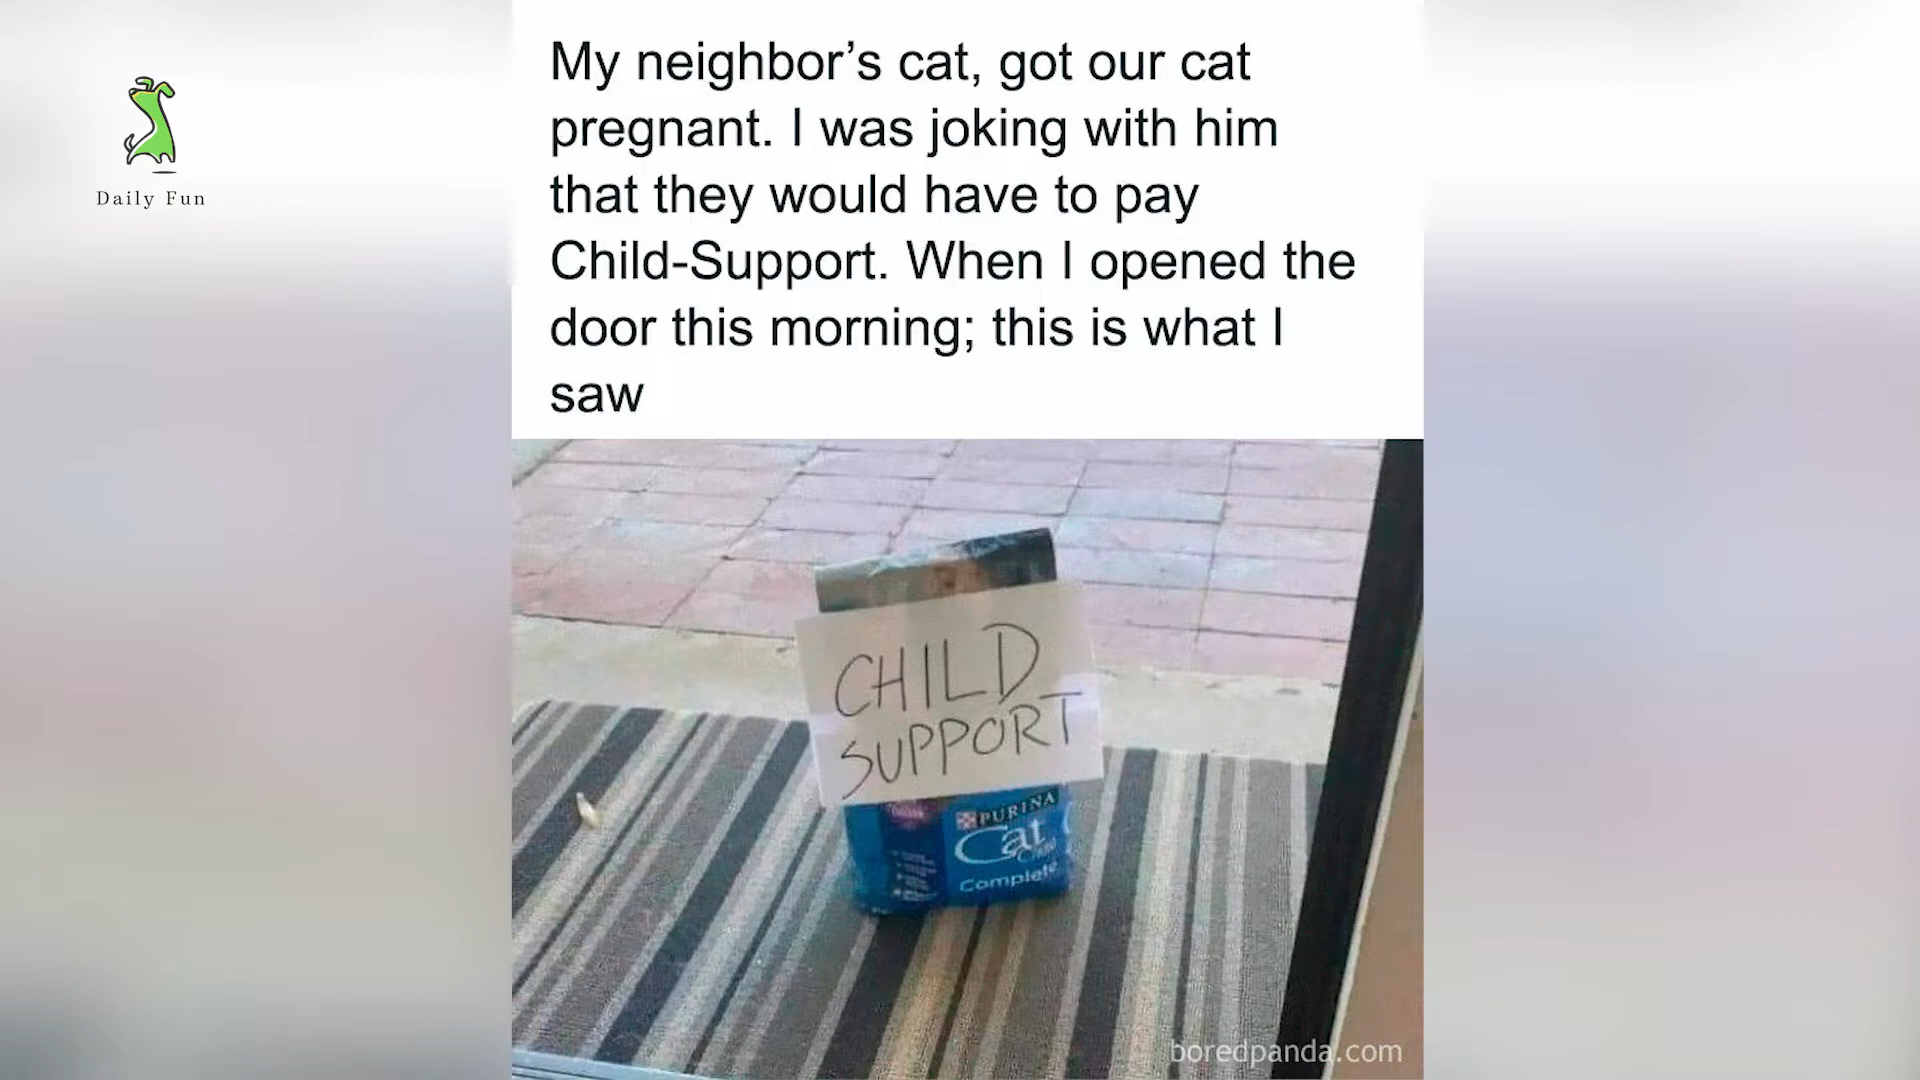 My neighbor’s cat, got our cat
pregnant. I was joking with him
that they would have to pay
Child-Support. When I opened the
door this morning; this is what I
saw
Daily Fun
CHILD
SUPPORT
PURINA
Cat
Complete
boredpanda.com